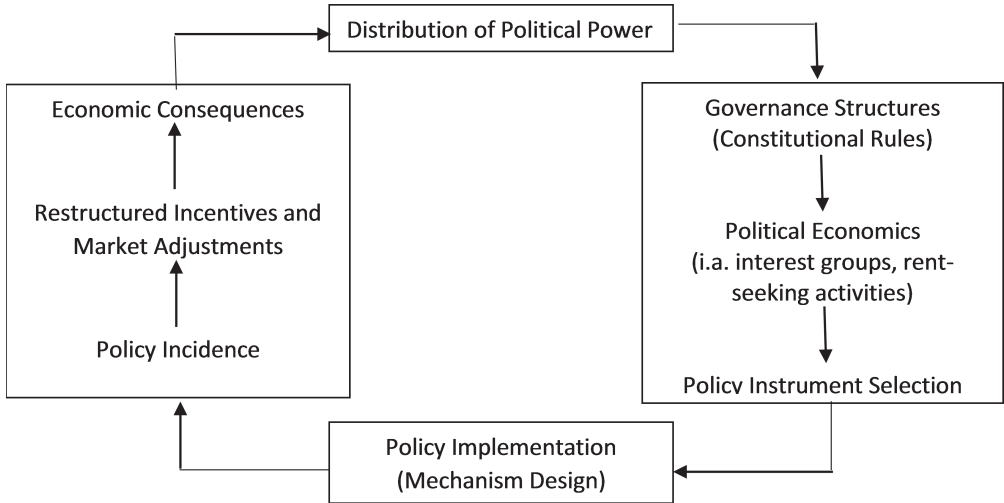 Distribution of Political Power
Economic Consequences
Restructured Incentives and
Market Adjustments
Policy Incidence
Governance Structures
(Constitutional Rules)
Political Economics
(i.a. interest groups, rent-
seeking activities)
Policy Instrument Selection
Policy Implementation
(Mechanism Design)